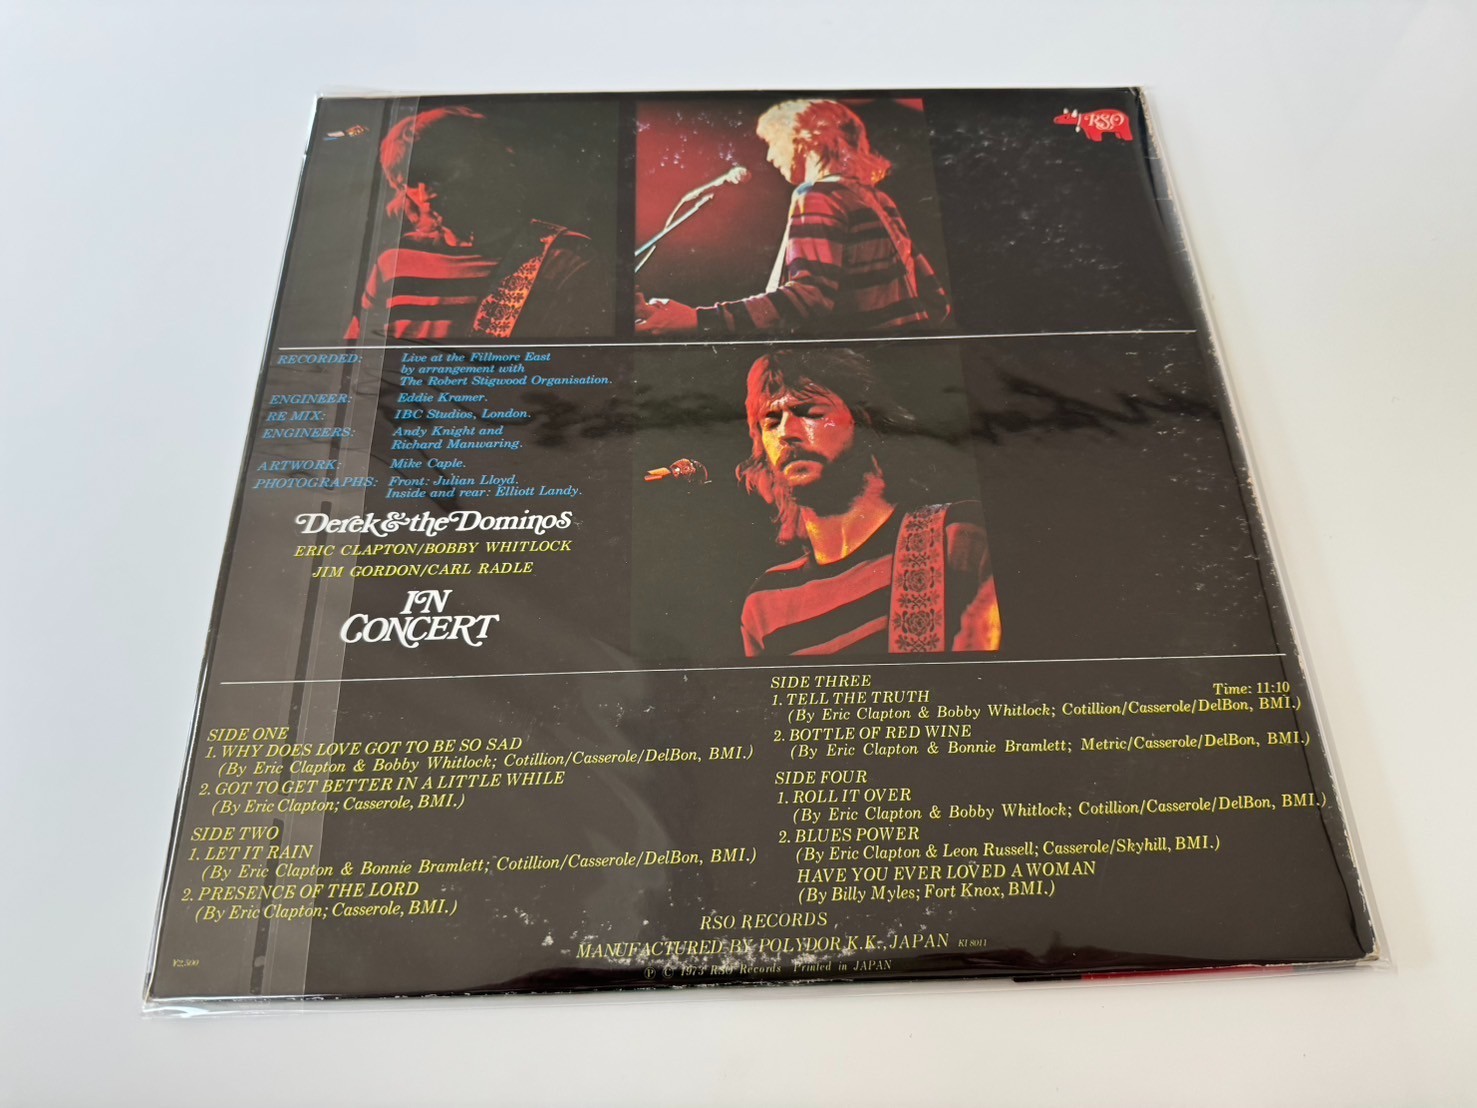 RSO
RECORDED: Live at the Fillmore East
by arrangement with
The Robert Stigwood Organisation.
ENGINEER: Eddie Kramer.
RE MIX: IBC Studios, London.
ENGINEERS: Andy Knight and
Richard Manwaring.
ARTWORK: Mike Caple.
PHOTOGRAPHS: Front: Julian Lloyd.
Inside and rear: Elliott Landy.
Derek & the Dominos
ERIC CLAPTON/BOBBY WHITLOCK
JIM GORDON/CARL RADLE
IN
CONCERT
SIDE ONE
1. WHY DOES LOVE GOT TO BE SO SAD
(By Eric Clapton & Bobby Whitlock; Cotillion/Casserole/DelBon, BMI.)
2. GOT TO GET BETTER IN A LITTLE WHILE
(By Eric Clapton; Casserole, BMI.)
SIDE TWO
1. LET IT RAIN
(By Eric Clapton & Bonnie Bramlett; Cotillion/Casserole/DelBon, BMI.)
2. PRESENCE OF THE LORD
(By Eric Clapton; Casserole, BMI.)
SIDE THREE
1. TELL THE TRUTH Time: 11:10
(By Eric Clapton & Bobby Whitlock; Cotillion/Casserole/DelBon, BMI.)
2. BOTTLE OF RED WINE
(By Eric Clapton & Bonnie Bramlett; Metric/Casserole/DelBon, BMI.)
SIDE FOUR
1. ROLL IT OVER
(By Eric Clapton & Bobby Whitlock; Cotillion/Casserole/DelBon, BMI.)
2. BLUES POWER
(By Eric Clapton & Leon Russell; Casserole/Skyhill, BMI.)
HAVE YOU EVER LOVED A WOMAN
(By Billy Myles; Fort Knox, BMI.)
RSO RECORDS
MANUFACTURED BY POLYDOR K.K., JAPAN KI 8011
Ⓟ © 1973 RSO Records Printed in JAPAN
¥2,500